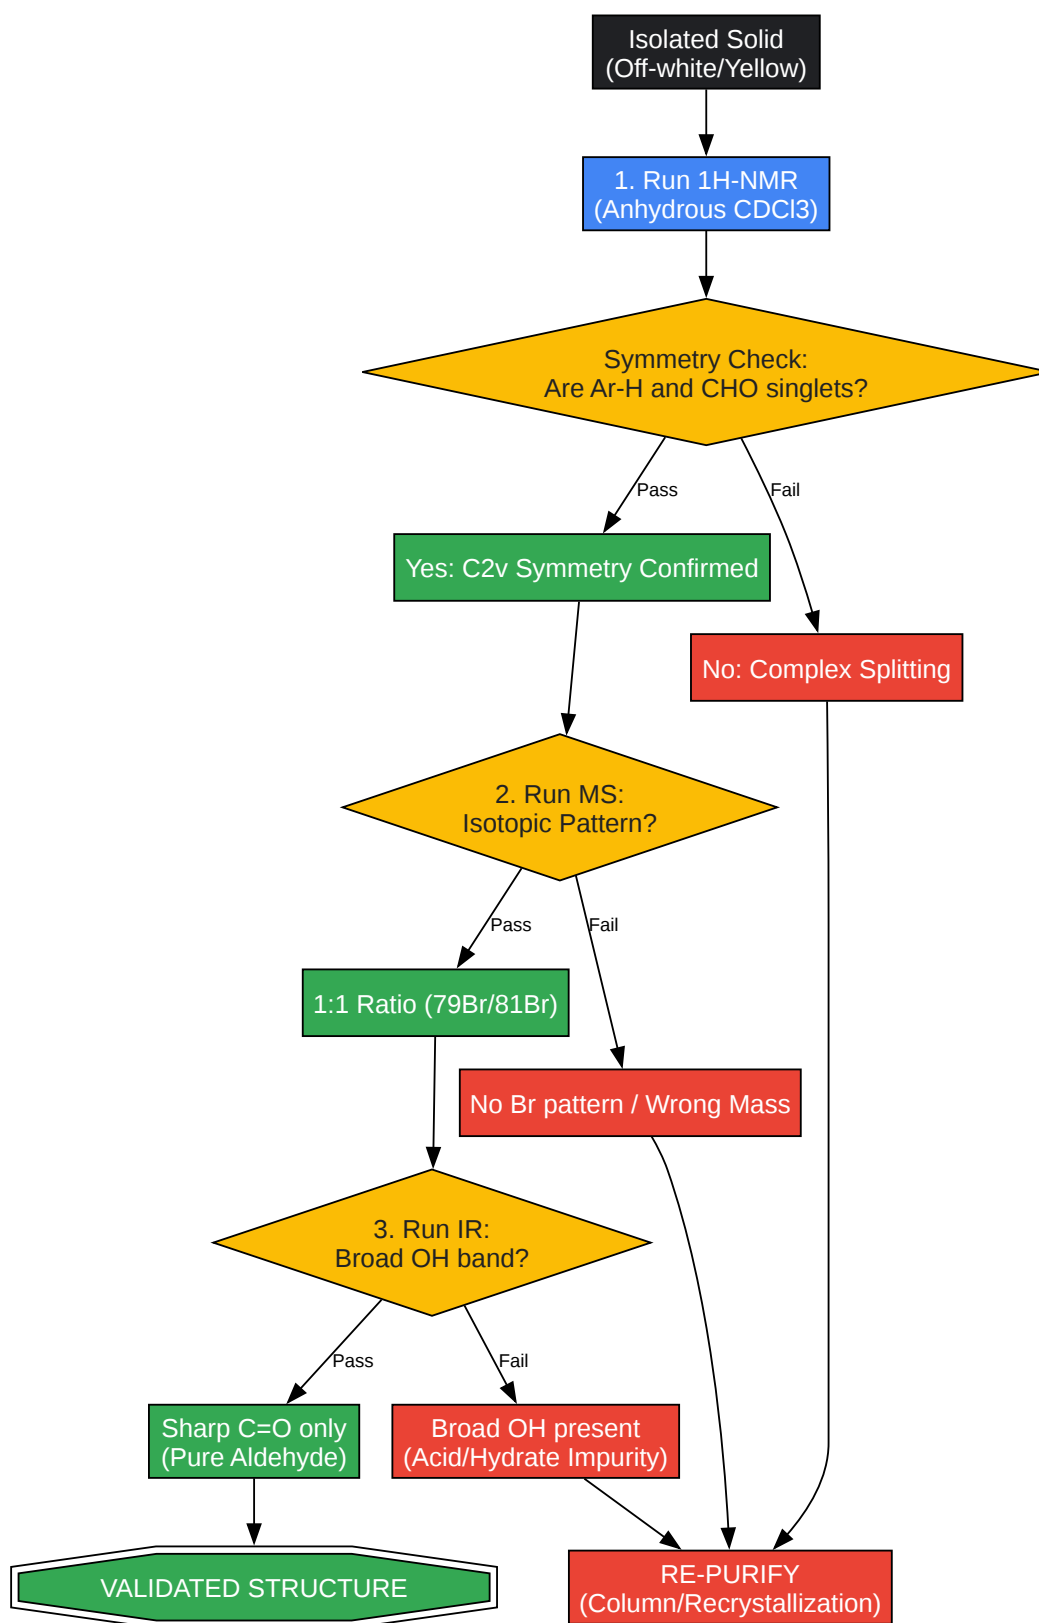 Isolated Solid
(Off-white/Yellow)
1. Run 1H-NMR
(Anhydrous CDCl3)
Symmetry Check:
Are Ar-H and CHO singlets?
Pass
Fail
Yes: C2v Symmetry Confirmed
No: Complex Splitting
2. Run MS:
Isotopic Pattern?
Pass
Fail
1:1 Ratio (79Br/81Br)
No Br pattern / Wrong Mass
3. Run IR:
Broad OH band?
Pass
Fail
Sharp C=O only
(Pure Aldehyde)
Broad OH present
(Acid/Hydrate Impurity)
VALIDATED STRUCTURE
RE-PURIFY
(Column/Recrystallization)